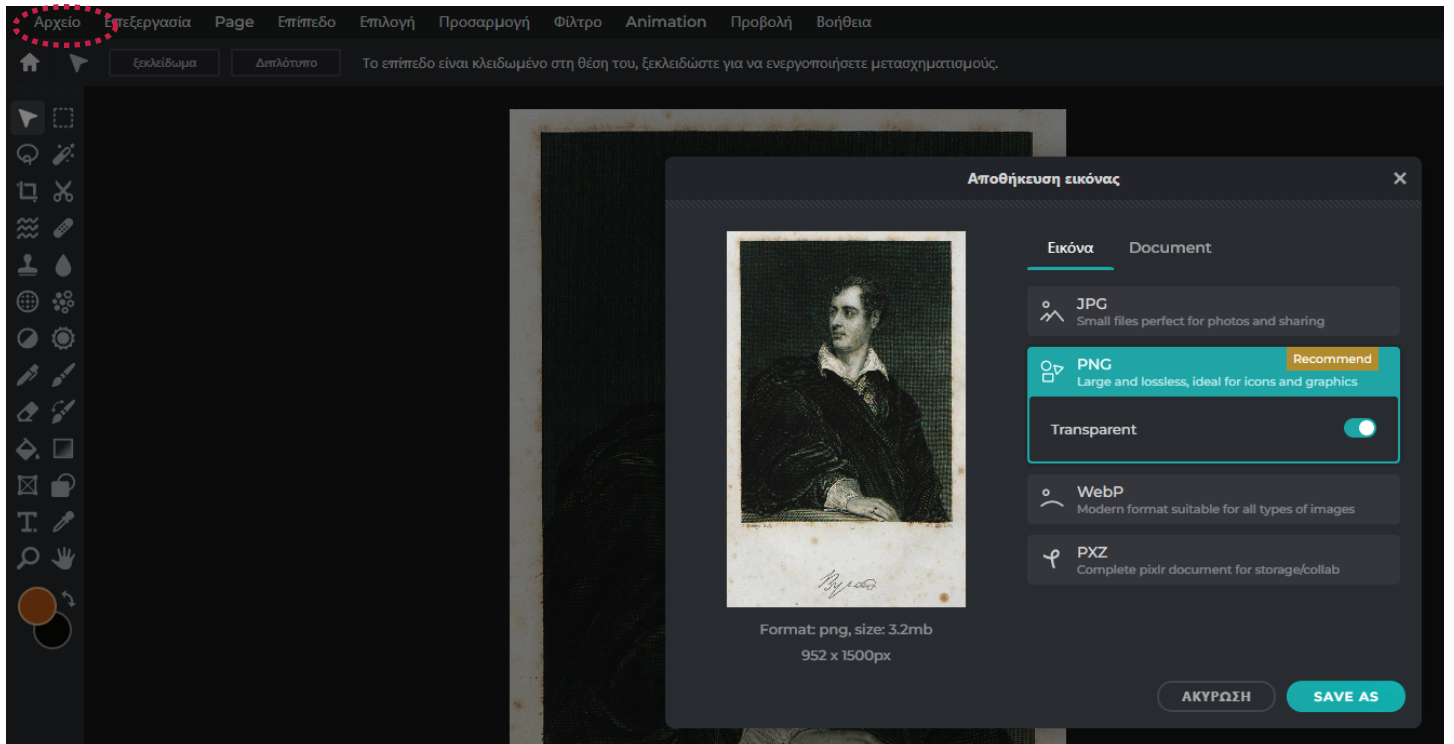 Αρχείο Επεξεργασία Page Επίπεδο Επιλογή Προσαρμογή Φίλτρο Animation Προβολή Βοήθεια
ξεκλείδωμα Διπλότυπο Το επίπεδο είναι κλειδωμένο στη θέση του, ξεκλειδώστε για να ενεργοποιήσετε μετασχηματισμούς.
Αποθήκευση εικόνας
Εικόνα Document
JPG
Small files perfect for photos and sharing
PNG Recommend
Large and lossless, ideal for icons and graphics
Transparent
WebP
Modern format suitable for all types of images
PXZ
Complete pixlr document for storage/collab
Byron
Format: png, size: 3.2mb
952 x 1500px
ΑΚΥΡΩΣΗ SAVE AS